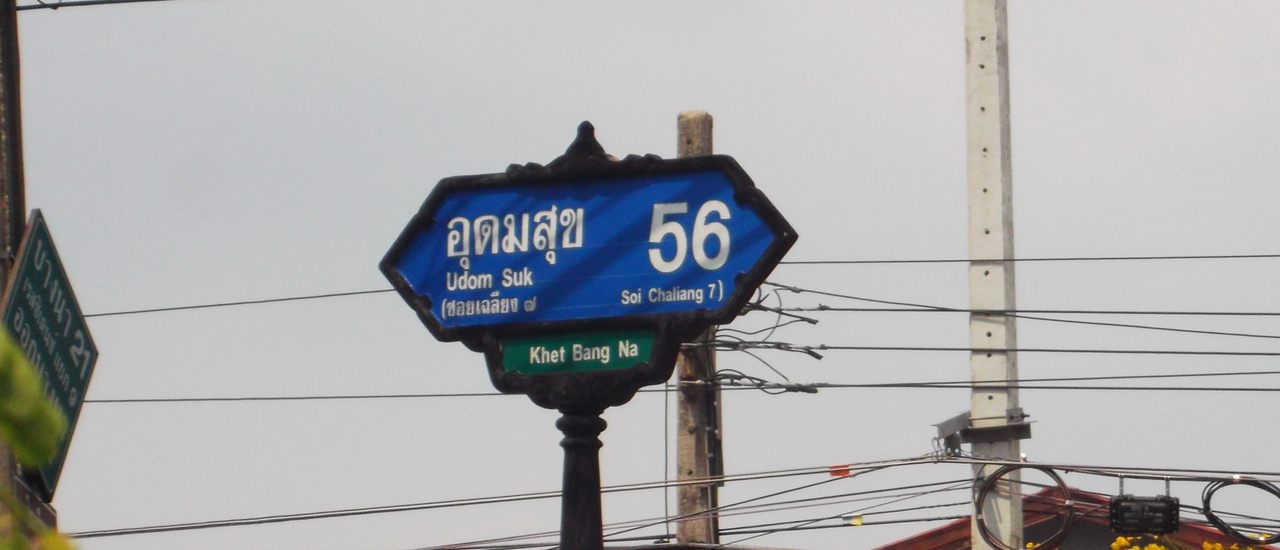 อุดมสุข 56
Udom Suk
(ซอยเฉลียง ๗ Soi Chaliang 7)
Khet Bang Na
บางนา 21